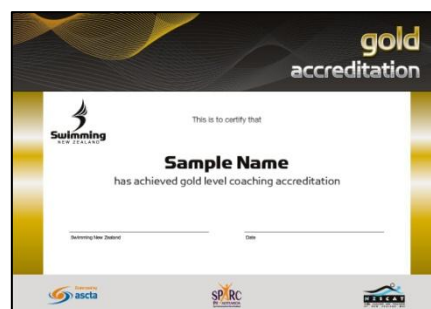 gold
accreditation
Swimming
NEW ZEALAND
This is to certify that
Sample Name
has achieved gold level coaching accreditation
Swimming New Zealand
Date
ascta
SPARC